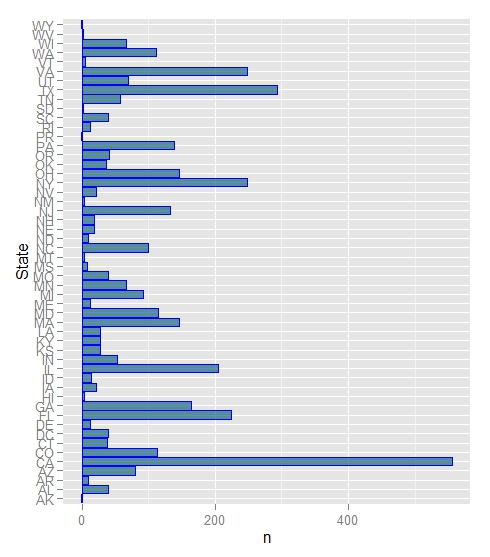 WY
WV
WI
WA
VT
VA
UT
TX
TN
SD
SC
RI
PR
PA
OR
OK
OH
NY
NV
NM
NJ
NH
NE
ND
NC
MT
MS
MO
MN
MI
ME
MD
MA
LA
KY
KS
IN
IL
ID
IA
HI
GA
FL
DE
DC
CT
CO
CA
AZ
AR
AL
AK
State
0 200 400
n